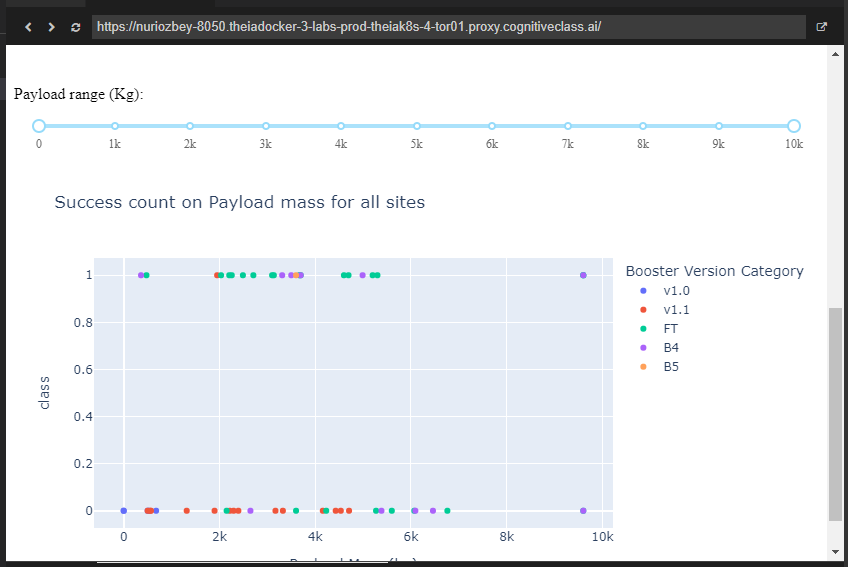 https://nuriozbey-8050.theiadocker-3-labs-prod-theiak8s-4-tor01.proxy.cognitiveclass.ai/
Payload range (Kg):
0 1k 2k 3k 4k 5k 6k 7k 8k 9k 10k
Success count on Payload mass for all sites
Booster Version Category
v1.0
v1.1
FT
B4
B5
class
1
0.8
0.6
0.4
0.2
0
0 2k 4k 6k 8k 10k